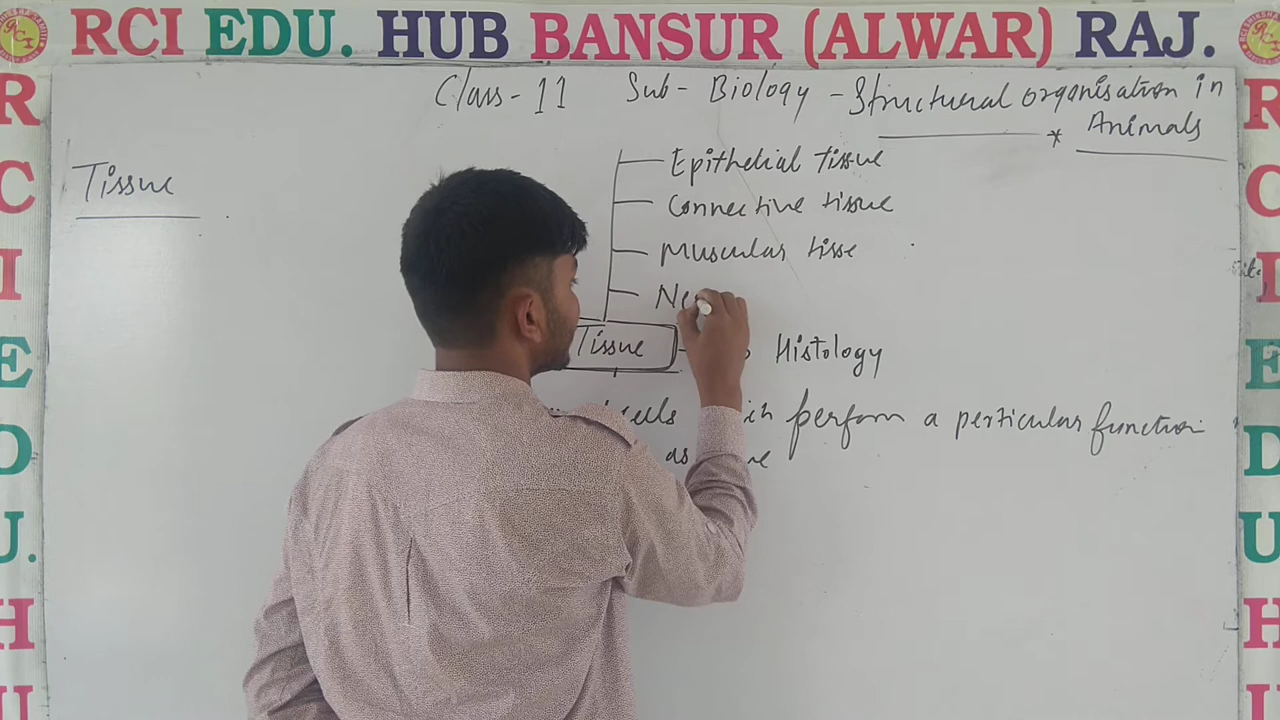 RCI EDU. HUB BANSUR (ALWAR) RAJ.
Class - 11 Sub - Biology - Structural organisation in
* Animals
Tissue
Epithelial tissue
Connective tissue
Muscular tisse
Ne
Tissue
Histology
cells perform a perticular function
as
R
C
I
E
D
U.
H
U
R
C
I
E
D
U
H
U